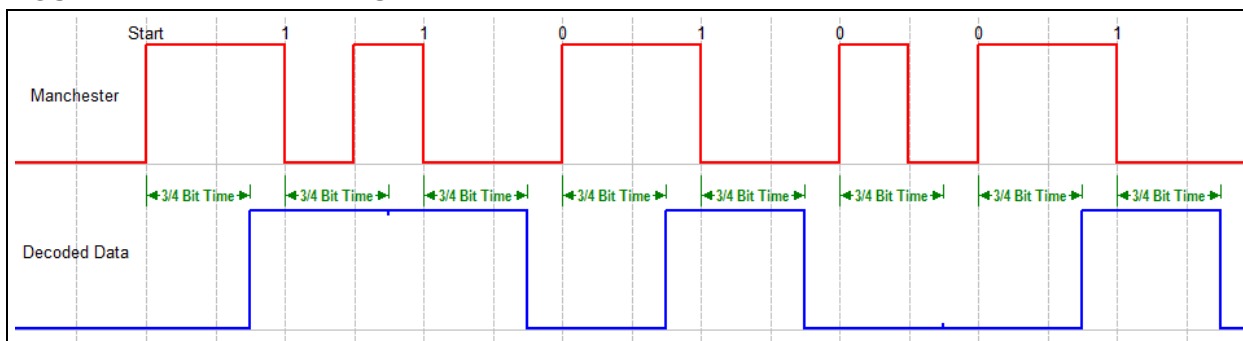 Start 1 1 0 1 0 0 1
Manchester
3/4 Bit Time 3/4 Bit Time 3/4 Bit Time 3/4 Bit Time 3/4 Bit Time 3/4 Bit Time 3/4 Bit Time 3/4 Bit Time
Decoded Data